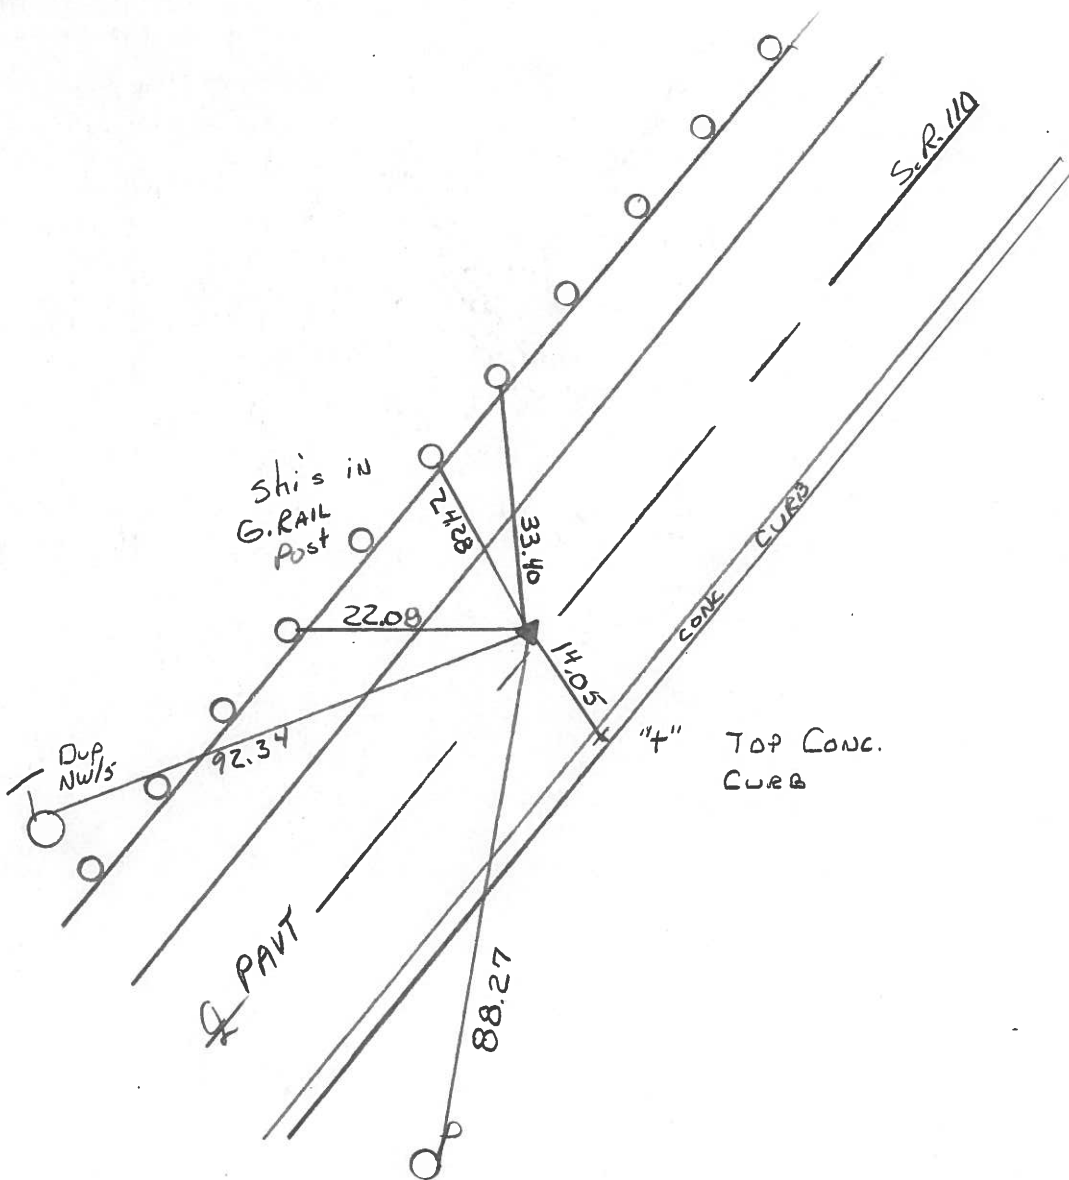 S.R. 110
shi's in
G.RAIL
Post
24.28
33.40
22.08
14.05
CONC CURB
"+" TOP CONC.
CURB
Dup
NW/S
92.34
PAVT
88.27